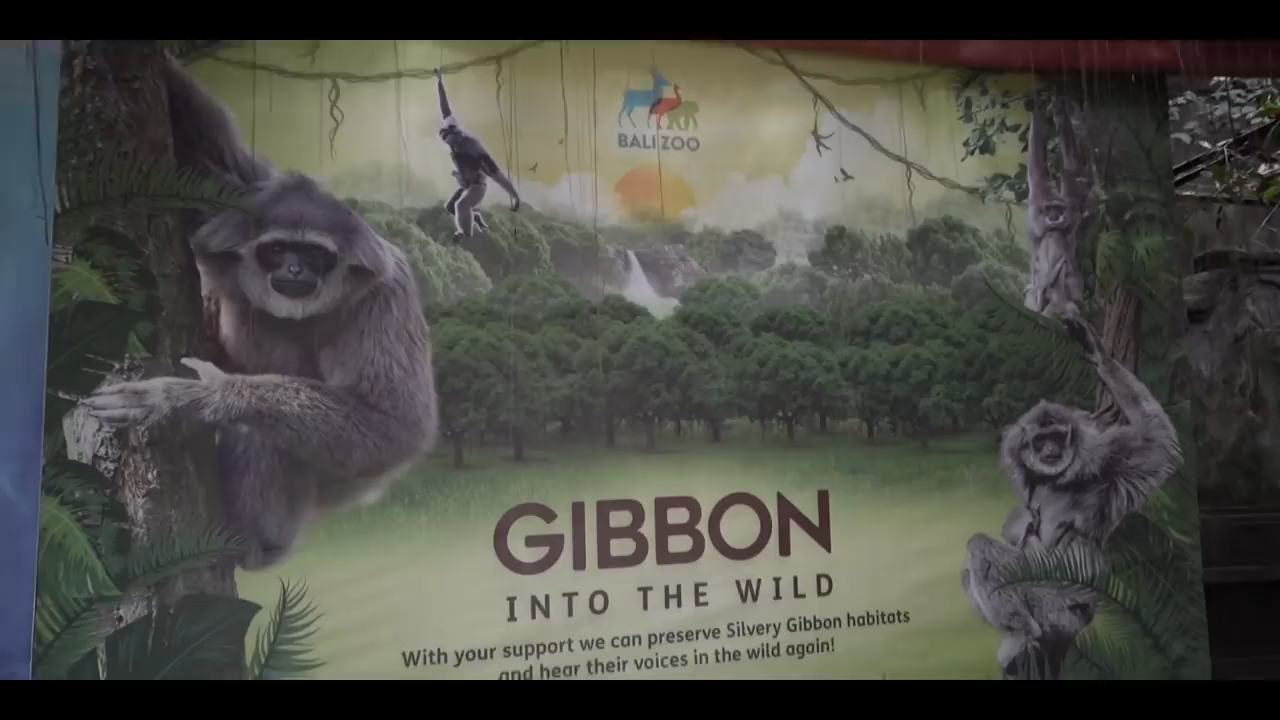 BALI ZOO
GIBBON
INTO THE WILD
With your support we can preserve Silvery Gibbon habitats
and hear their voices in the wild again!